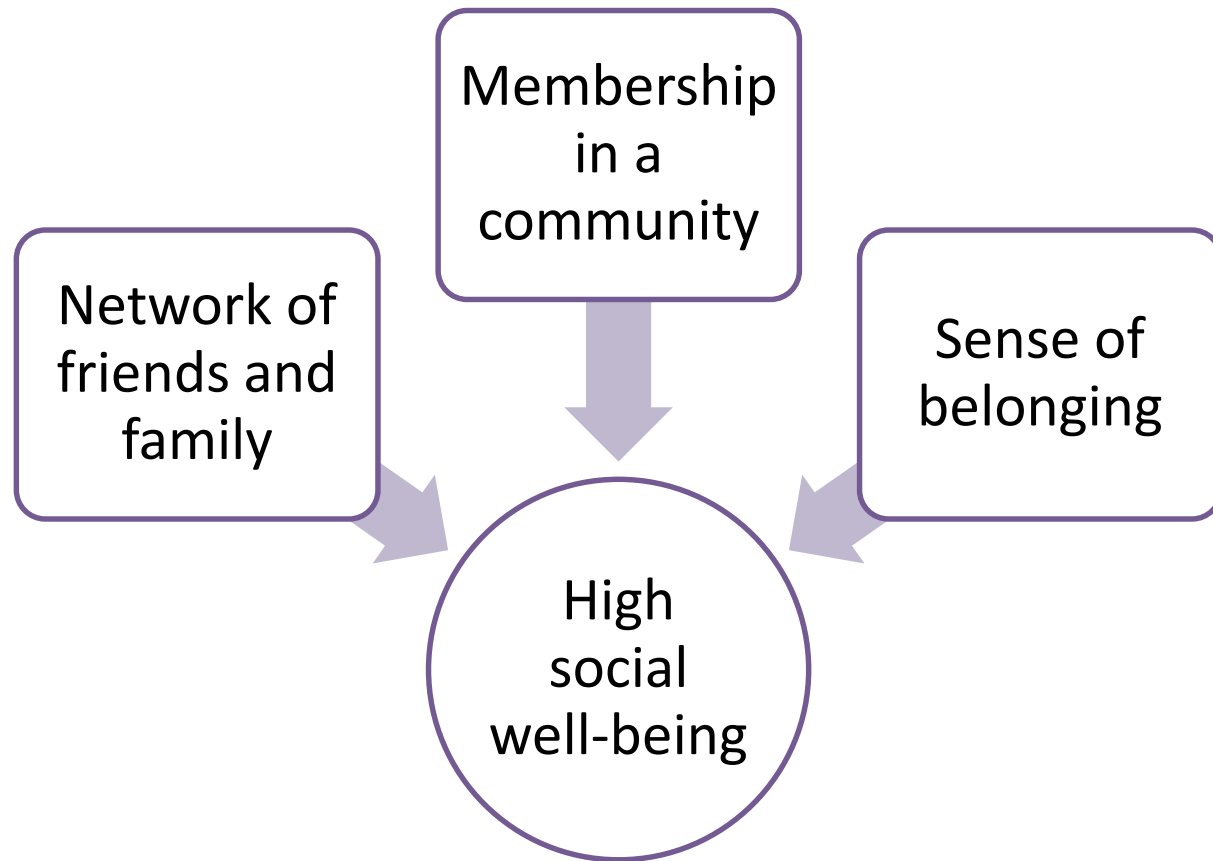 Membership
in a
community
Network of
friends and
family
Sense of
belonging
High
social
well-being